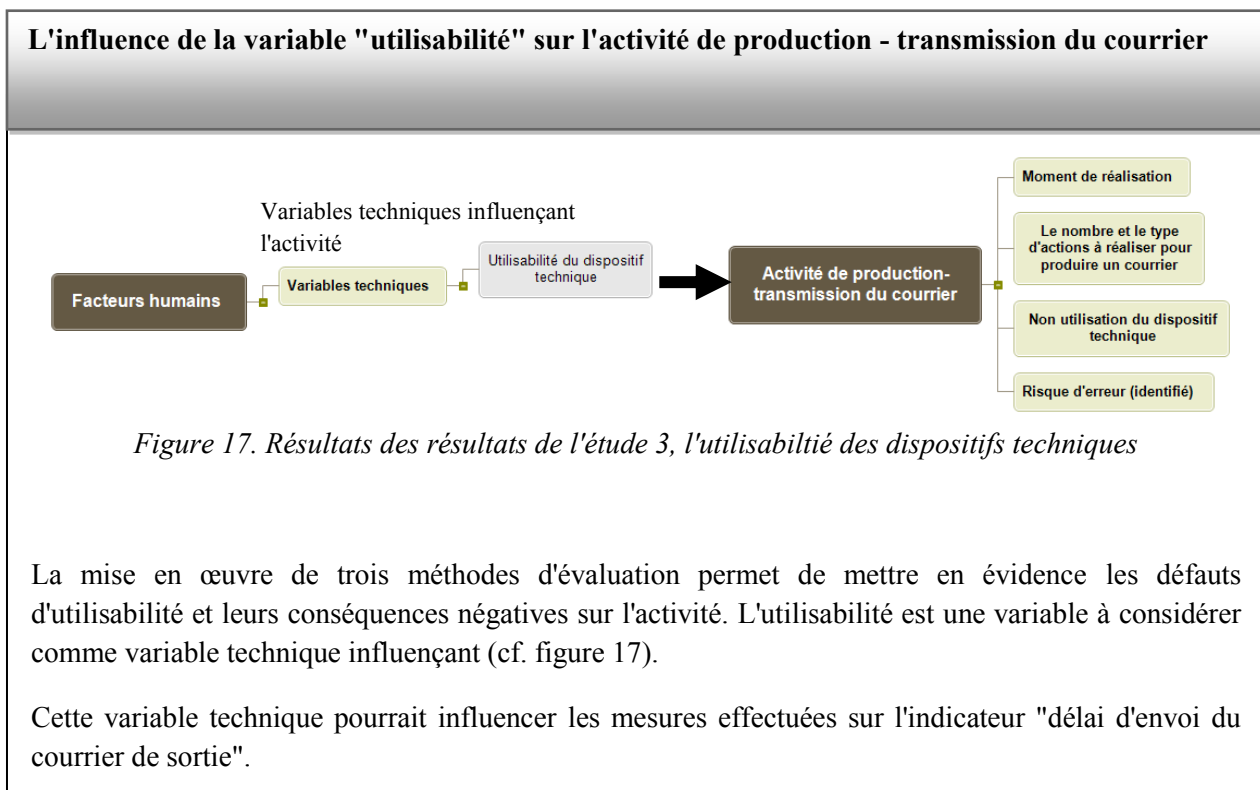 L'influence de la variable "utilisabilité" sur l'activité de production - transmission du courrier
Variables techniques influençant
l'activité
Facteurs humains
Variables techniques
Utilisabilité du dispositif
technique
Activité de production-
transmission du courrier
Moment de réalisation
Le nombre et le type
d'actions à réaliser pour
produire un courrier
Non utilisation du dispositif
technique
Risque d'erreur (identifié)
Figure 17. Résultats des résultats de l'étude 3, l'utilisabiltié des dispositifs techniques
La mise en œuvre de trois méthodes d'évaluation permet de mettre en évidence les défauts
d'utilisabilité et leurs conséquences négatives sur l'activité. L'utilisabilité est une variable à considérer
comme variable technique influençant (cf. figure 17).
Cette variable technique pourrait influencer les mesures effectuées sur l'indicateur "délai d'envoi du
courrier de sortie".